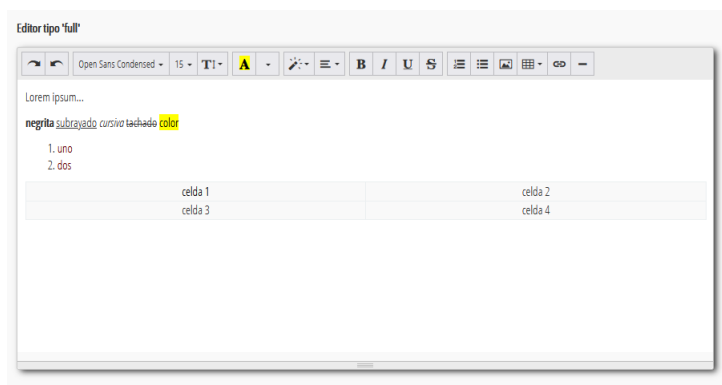 Editor tipo 'full'
Open Sans Condensed 15 T A B I U S
Lorem ipsum...
negrita subrayado cursiva tachado color
1. uno
2. dos
celda 1 celda 2
celda 3 celda 4